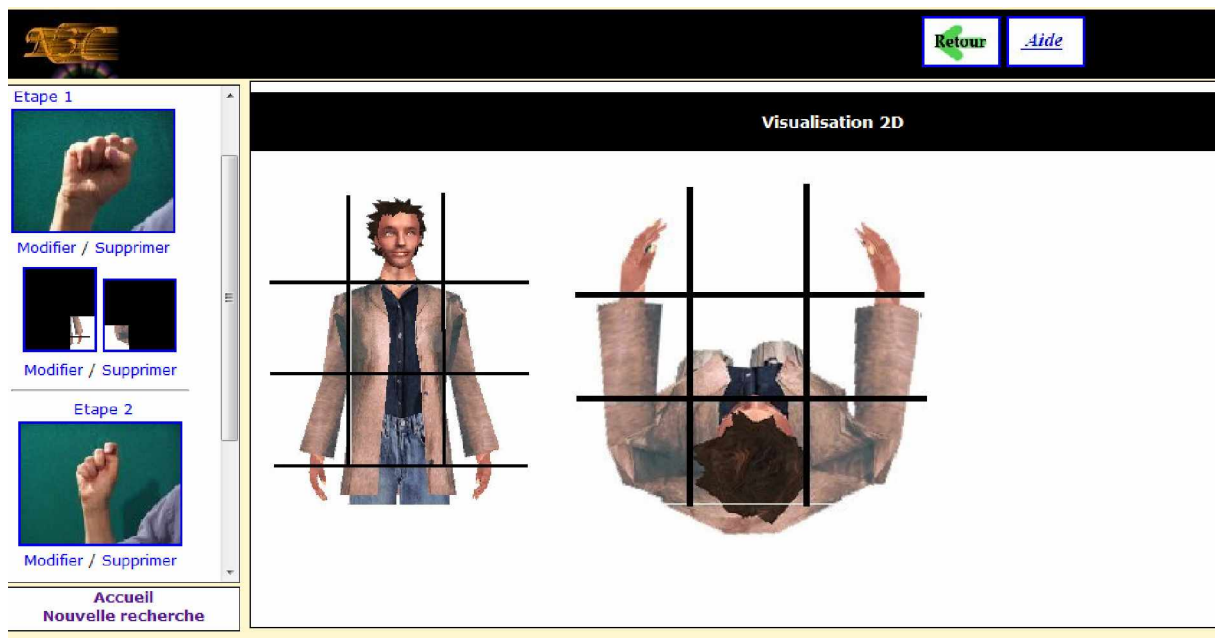 Retour
Aide
Etape 1
Modifier / Supprimer
Modifier / Supprimer
Etape 2
Modifier / Supprimer
Accueil
Nouvelle recherche
Visualisation 2D